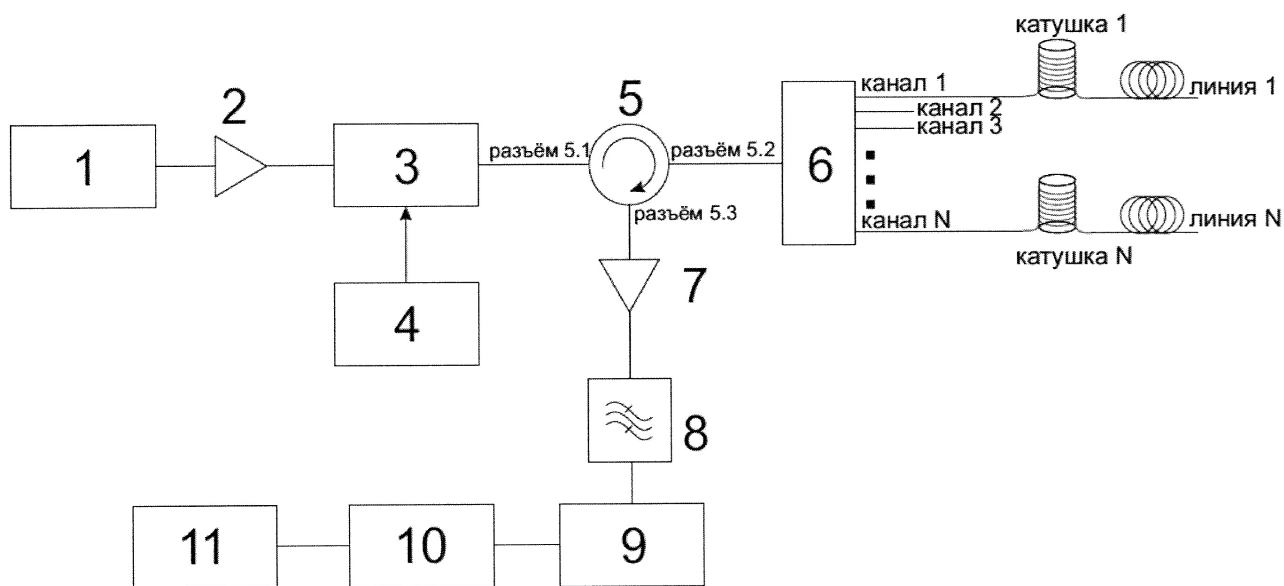 катушка 1
канал 1
линия 1
2
5
канал 2
канал 3
1
3
разъём 5.1
разъём 5.2
6
разъём 5.3
канал N
линия N
катушка N
4
7
8
11
10
9